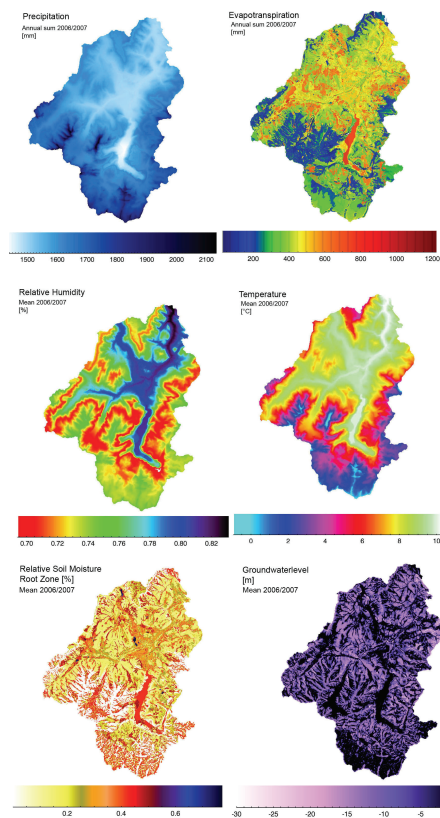 Precipitation
Annual sum 2006/2007
[mm]
1500 1600 1700 1800 1900 2000 2100
Evapotranspiration
Annual sum 2006/2007
[mm]
200 400 600 800 1000 1200
Relative Humidity
Mean 2006/2007
[%]
0.70 0.72 0.74 0.76 0.78 0.80 0.82
Temperature
Mean 2006/2007
[°C]
0 2 4 6 8 10
Relative Soil Moisture
Root Zone [%]
Mean 2006/2007
0.2 0.4 0.6
Groundwaterlevel
[m]
Mean 2006/2007
-30 -25 -20 -15 -10 -5